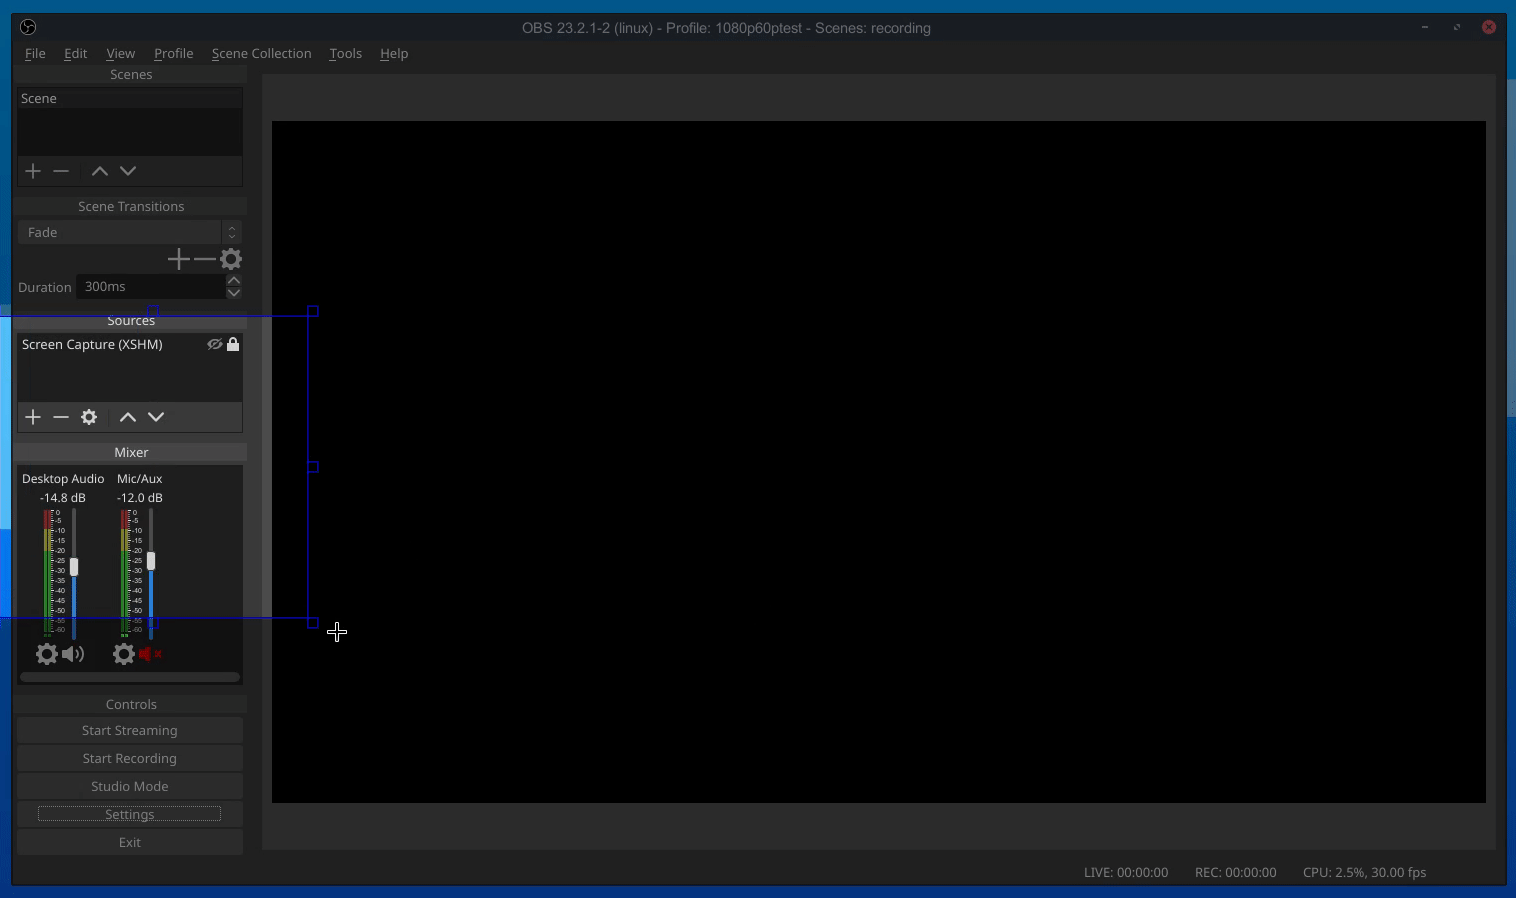 OBS 23.2.1-2 (linux) - Profile: 1080p60ptest - Scenes: recording
File Edit View Profile Scene Collection Tools Help
Scenes
Scene
Scene Transitions
Fade
Duration 300ms
Sources
Screen Capture (XSHM)
Mixer
Desktop Audio Mic/Aux
-14.8 dB -12.0 dB
0 0
-5 -5
-10 -10
-15 -15
-20 -20
-25 -25
-30 -30
-35 -35
-40 -40
-45 -45
-50 -50
-55 -55
-60 -60
Controls
Start Streaming
Start Recording
Studio Mode
Settings
Exit
LIVE: 00:00:00 REC: 00:00:00 CPU: 2.5%, 30.00 fps